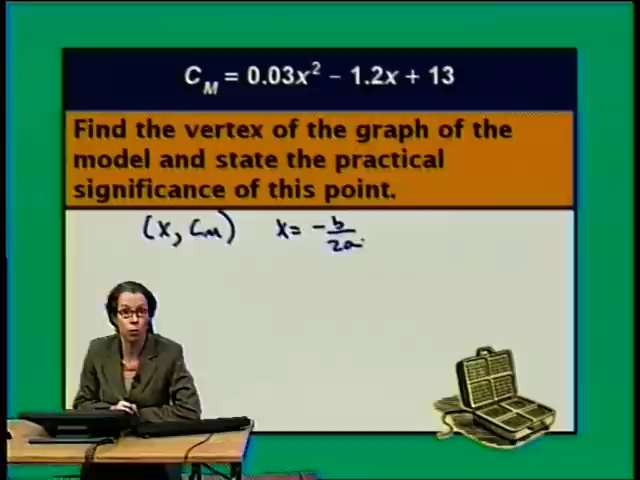 C_M = 0.03x² − 1.2x + 13
Find the vertex of the graph of the
model and state the practical
significance of this point.
(x, C_M) x = -b/2a